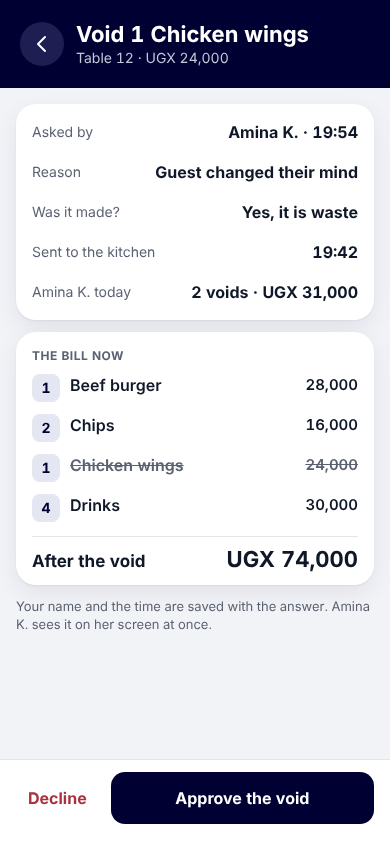 Void 1 Chicken wings
Table 12 · UGX 24,000
Asked by Amina K. · 19:54
Reason Guest changed their mind
Was it made? Yes, it is waste
Sent to the kitchen 19:42
Amina K. today 2 voids · UGX 31,000
THE BILL NOW
1 Beef burger 28,000
2 Chips 16,000
1 Chicken wings 24,000
4 Drinks 30,000
After the void UGX 74,000
Your name and the time are saved with the answer. Amina
K. sees it on her screen at once.
Decline Approve the void